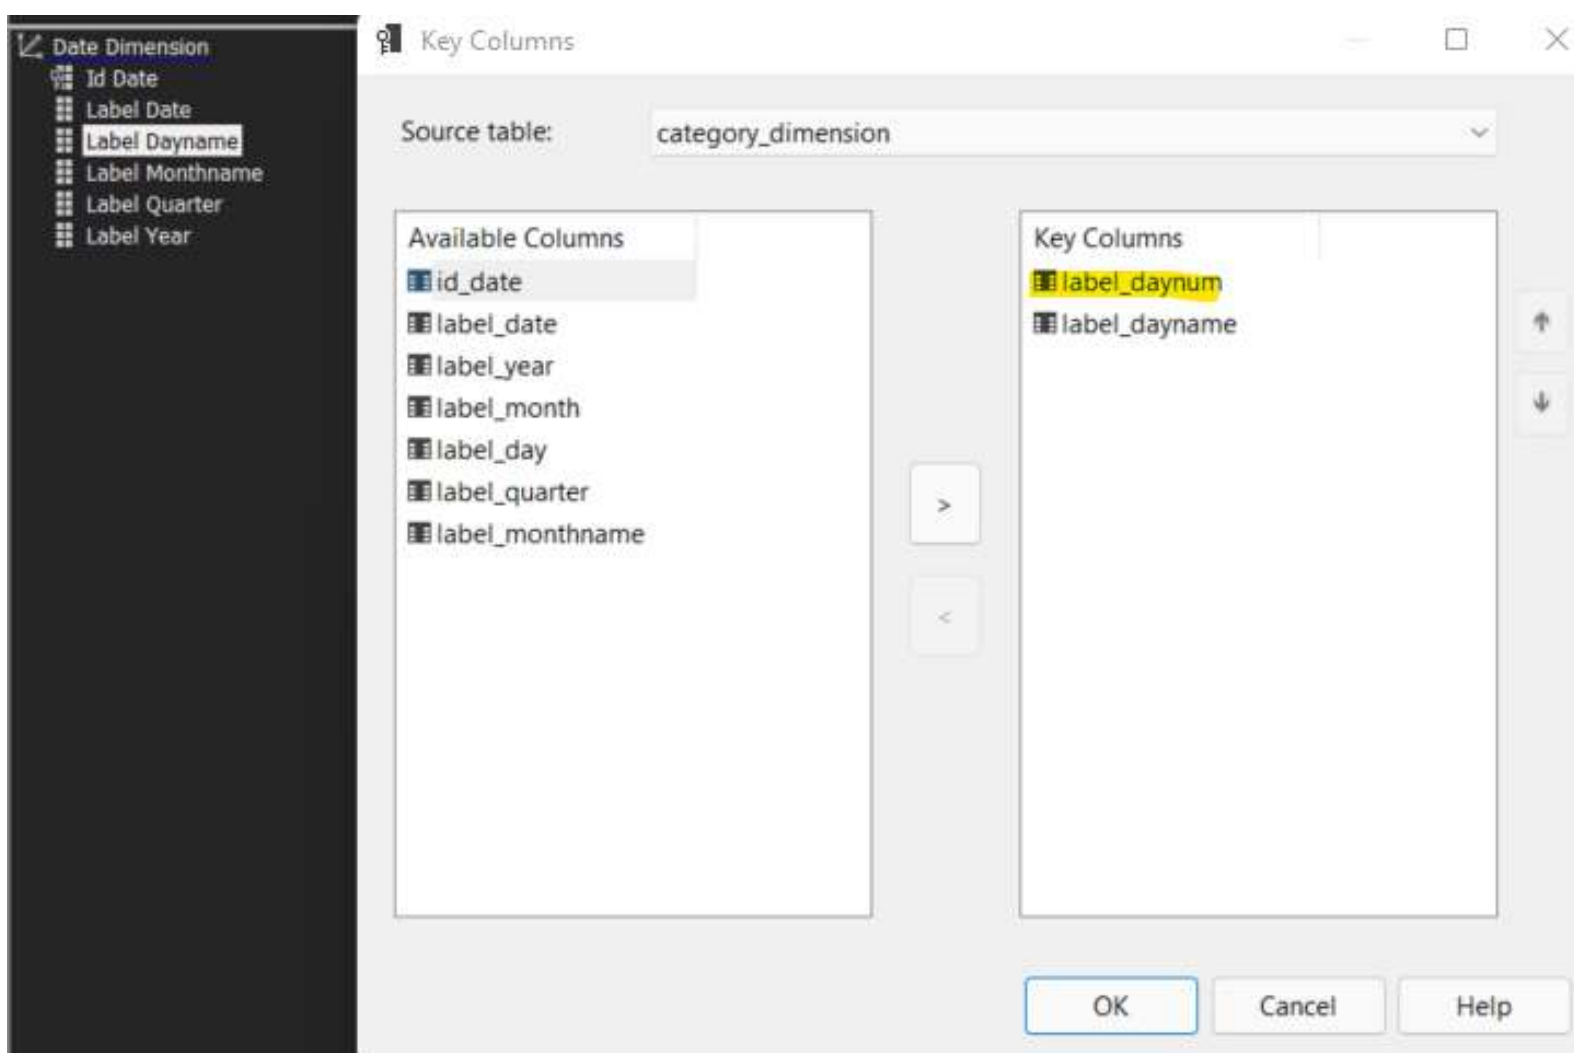 Date Dimension
Id Date
Label Date
Label Dayname
Label Monthname
Label Quarter
Label Year
Key Columns
Source table: category_dimension
Available Columns
id_date
label_date
label_year
label_month
label_day
label_quarter
label_monthname
>
<
Key Columns
label_daynum
label_dayname
OK Cancel Help